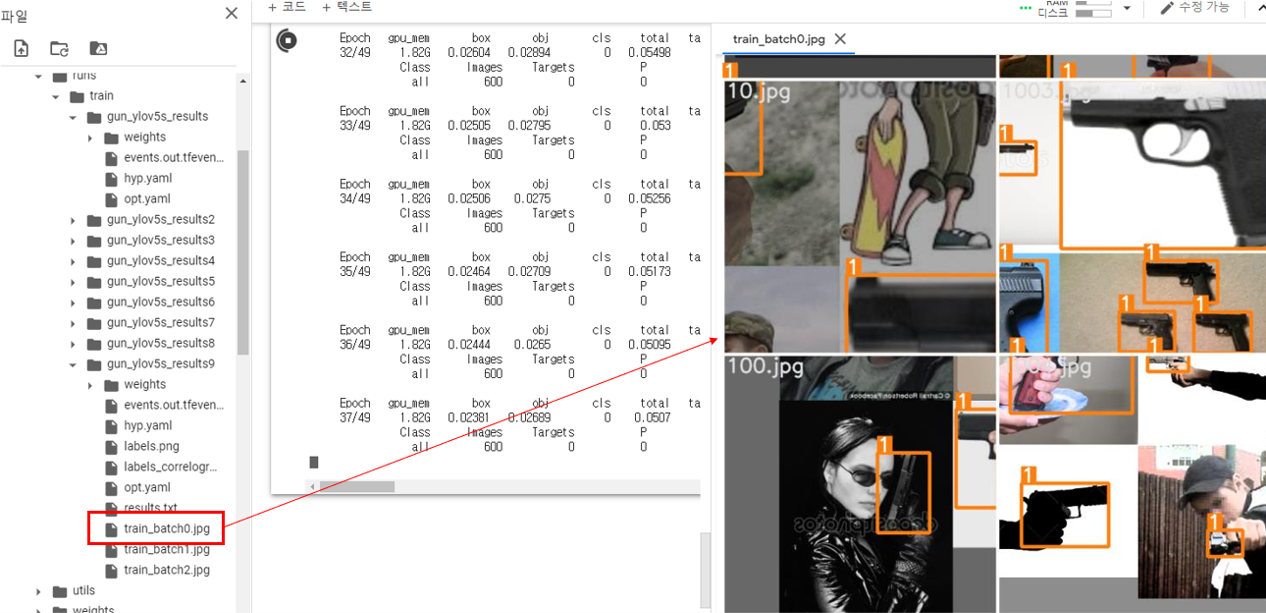 파일
runs
train
gun_ylov5s_results
weights
events.out.tfeven...
hyp.yaml
opt.yaml
gun_ylov5s_results2
gun_ylov5s_results3
gun_ylov5s_results4
gun_ylov5s_results5
gun_ylov5s_results6
gun_ylov5s_results7
gun_ylov5s_results8
gun_ylov5s_results9
weights
events.out.tfeven...
hyp.yaml
labels.png
labels_correlogr...
opt.yaml
results.txt
train_batch0.jpg
train_batch1.jpg
train_batch2.jpg
utils
weights
+ 코드 + 텍스트
RAM
디스크
수정 가능
Epoch gpu_mem box obj cls total ta
32/49 1.82G 0.02604 0.02894 0 0.05498
Class Images Targets P
all 600 0 0
Epoch gpu_mem box obj cls total ta
33/49 1.82G 0.02505 0.02795 0 0.053
Class Images Targets P
all 600 0 0
Epoch gpu_mem box obj cls total ta
34/49 1.82G 0.02506 0.0275 0 0.05256
Class Images Targets P
all 600 0 0
Epoch gpu_mem box obj cls total ta
35/49 1.82G 0.02464 0.02709 0 0.05173
Class Images Targets P
all 600 0 0
Epoch gpu_mem box obj cls total ta
36/49 1.82G 0.02444 0.0265 0 0.05095
Class Images Targets P
all 600 0 0
Epoch gpu_mem box obj cls total ta
37/49 1.82G 0.02381 0.02689 0 0.0507
Class Images Targets P
all 600 0 0
train_batch0.jpg
1
1
10.jpg
1003.jpg
1
1
1
1
1
1
1
100.jpg
.jpg
1
1
1
1
depositphotos